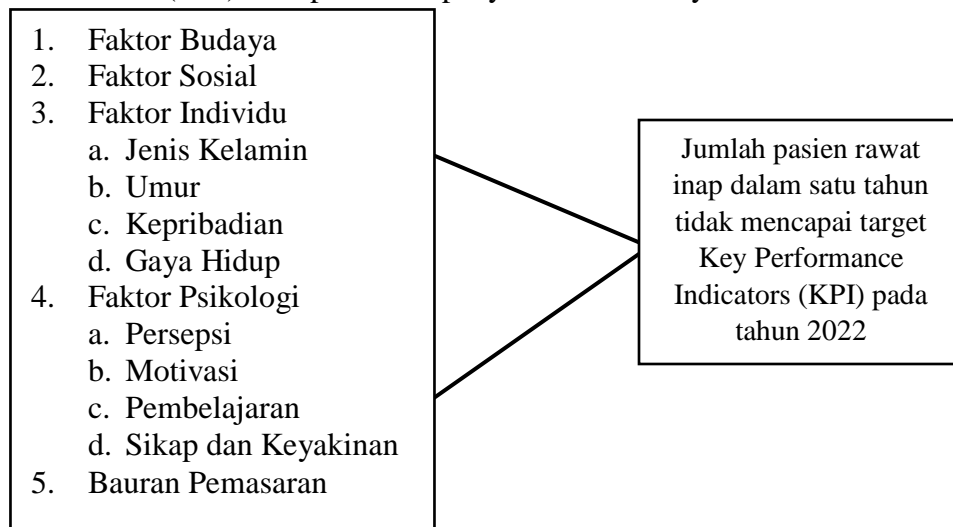 1. Faktor Budaya
2. Faktor Sosial
3. Faktor Individu
a. Jenis Kelamin
b. Umur
c. Kepribadian
d. Gaya Hidup
4. Faktor Psikologi
a. Persepsi
b. Motivasi
c. Pembelajaran
d. Sikap dan Keyakinan
5. Bauran Pemasaran
Jumlah pasien rawat
inap dalam satu tahun
tidak mencapai target
Key Performance
Indicators (KPI) pada
tahun 2022